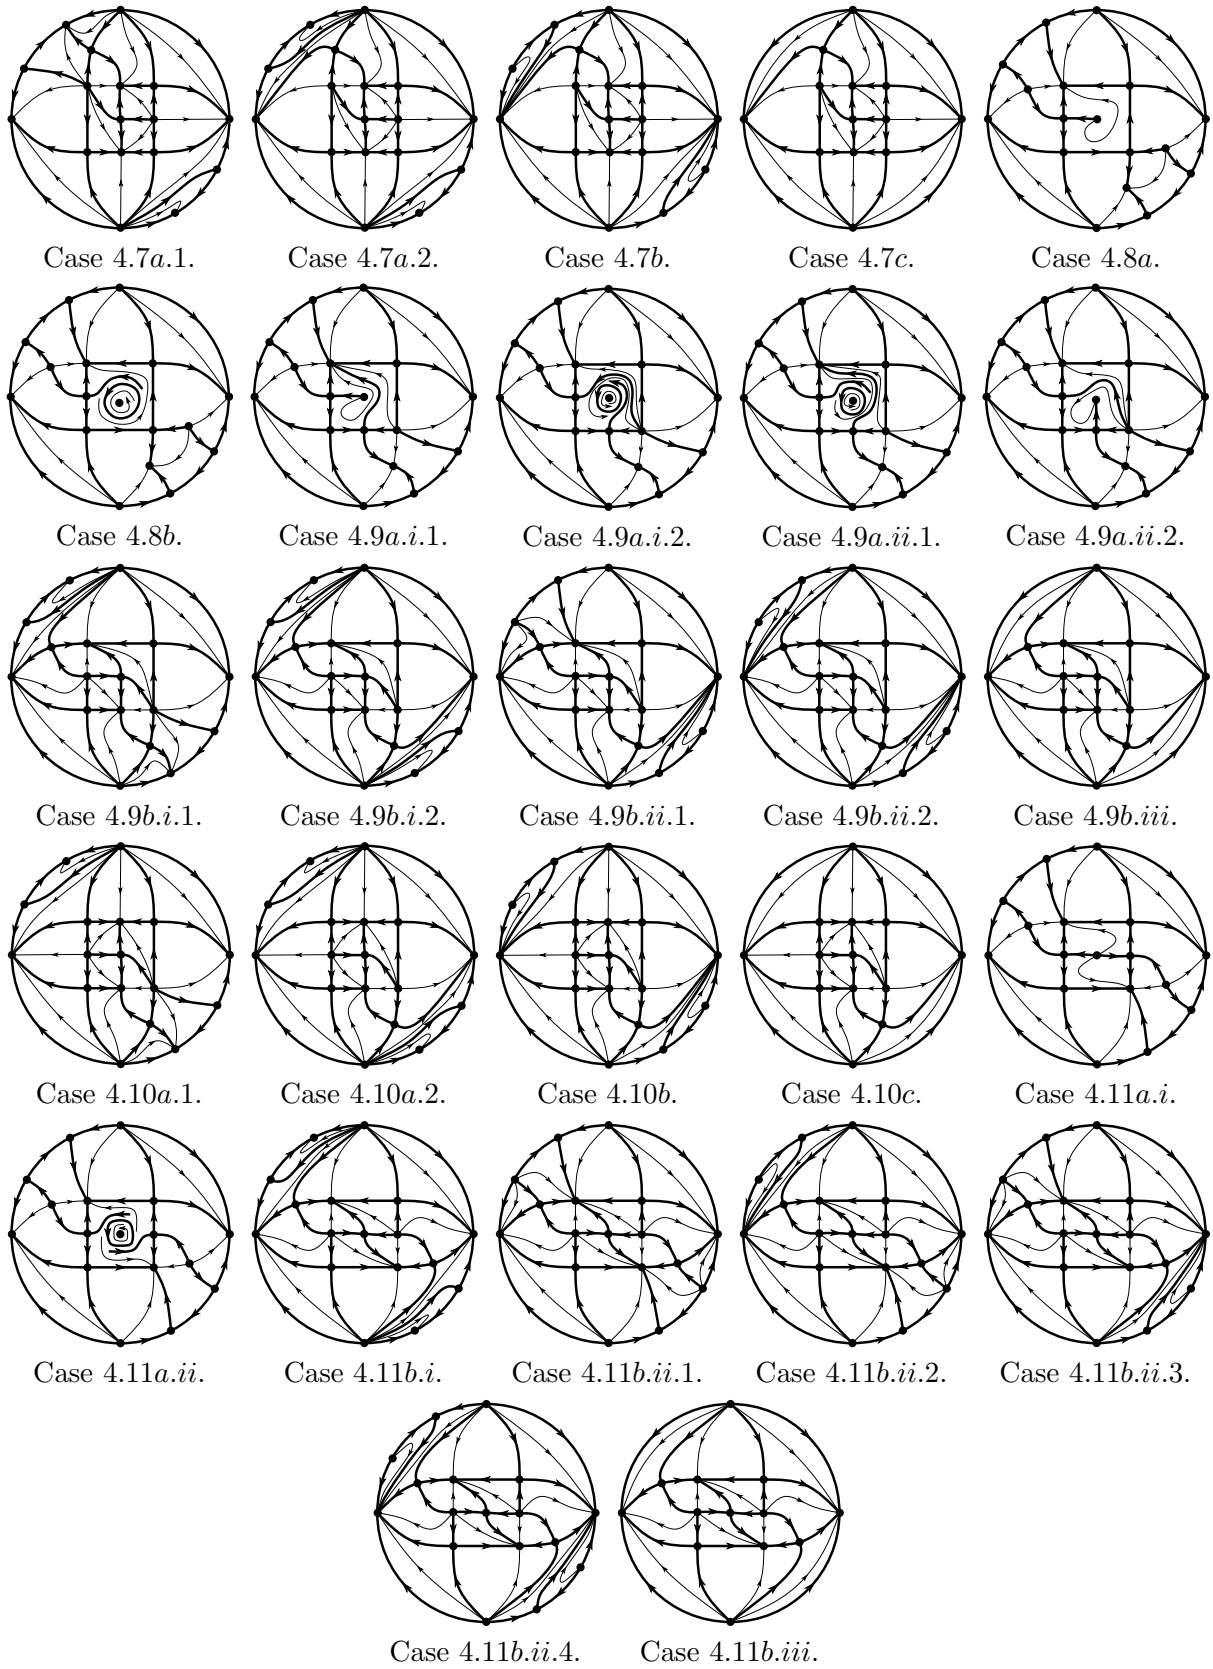 Case 4.7a.1. Case 4.7a.2. Case 4.7b. Case 4.7c. Case 4.8a.
Case 4.8b. Case 4.9a.i.1. Case 4.9a.i.2. Case 4.9a.ii.1. Case 4.9a.ii.2.
Case 4.9b.i.1. Case 4.9b.i.2. Case 4.9b.ii.1. Case 4.9b.ii.2. Case 4.9b.iii.
Case 4.10a.1. Case 4.10a.2. Case 4.10b. Case 4.10c. Case 4.11a.i.
Case 4.11a.ii. Case 4.11b.i. Case 4.11b.ii.1. Case 4.11b.ii.2. Case 4.11b.ii.3.
Case 4.11b.ii.4. Case 4.11b.iii.